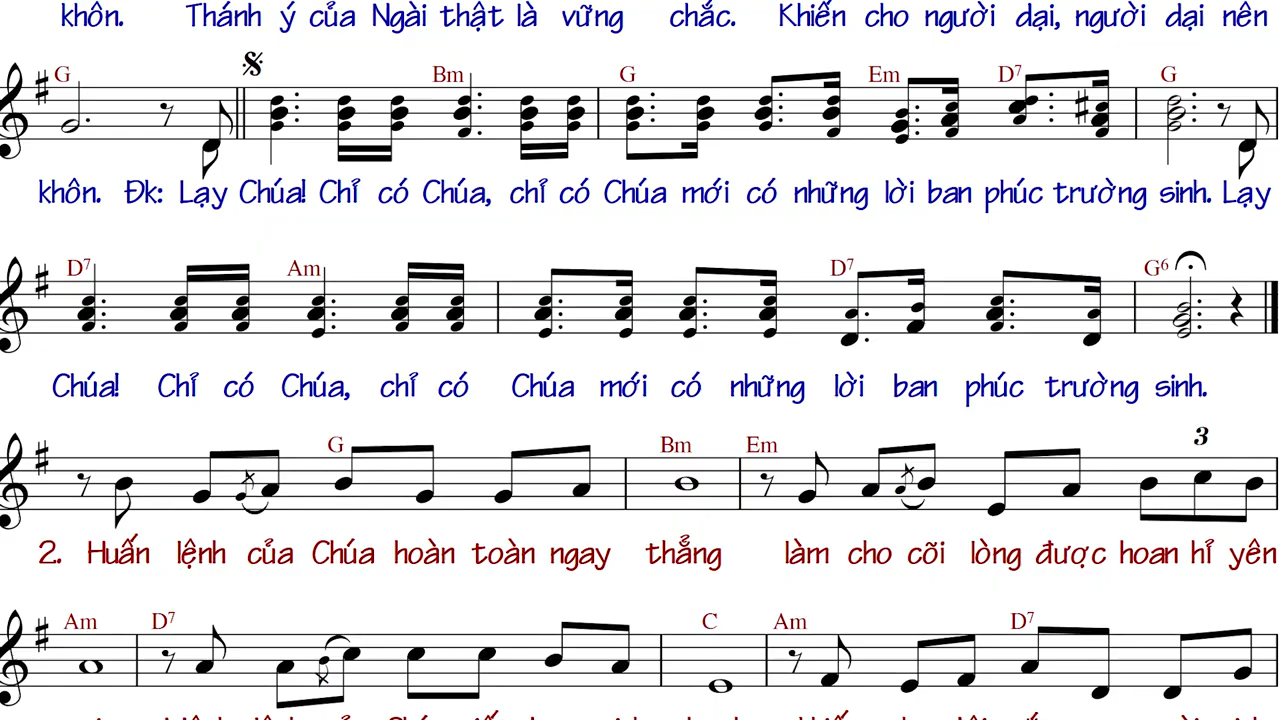 khôn. Thánh ý của Ngài thật là vững chắc. Khiến cho người dại, người dại nên
G Bm G Em D7 G
khôn. Đk: Lạy Chúa! Chỉ có Chúa, chỉ có Chúa mới có những lời ban phúc trường sinh. Lạy
D7 Am D7 G6
Chúa! Chỉ có Chúa, chỉ có Chúa mới có những lời ban phúc trường sinh.
G Bm Em 3
2. Huấn lệnh của Chúa hoàn toàn ngay thẳng làm cho cõi lòng được hoan hỉ yên
Am D7 C Am D7